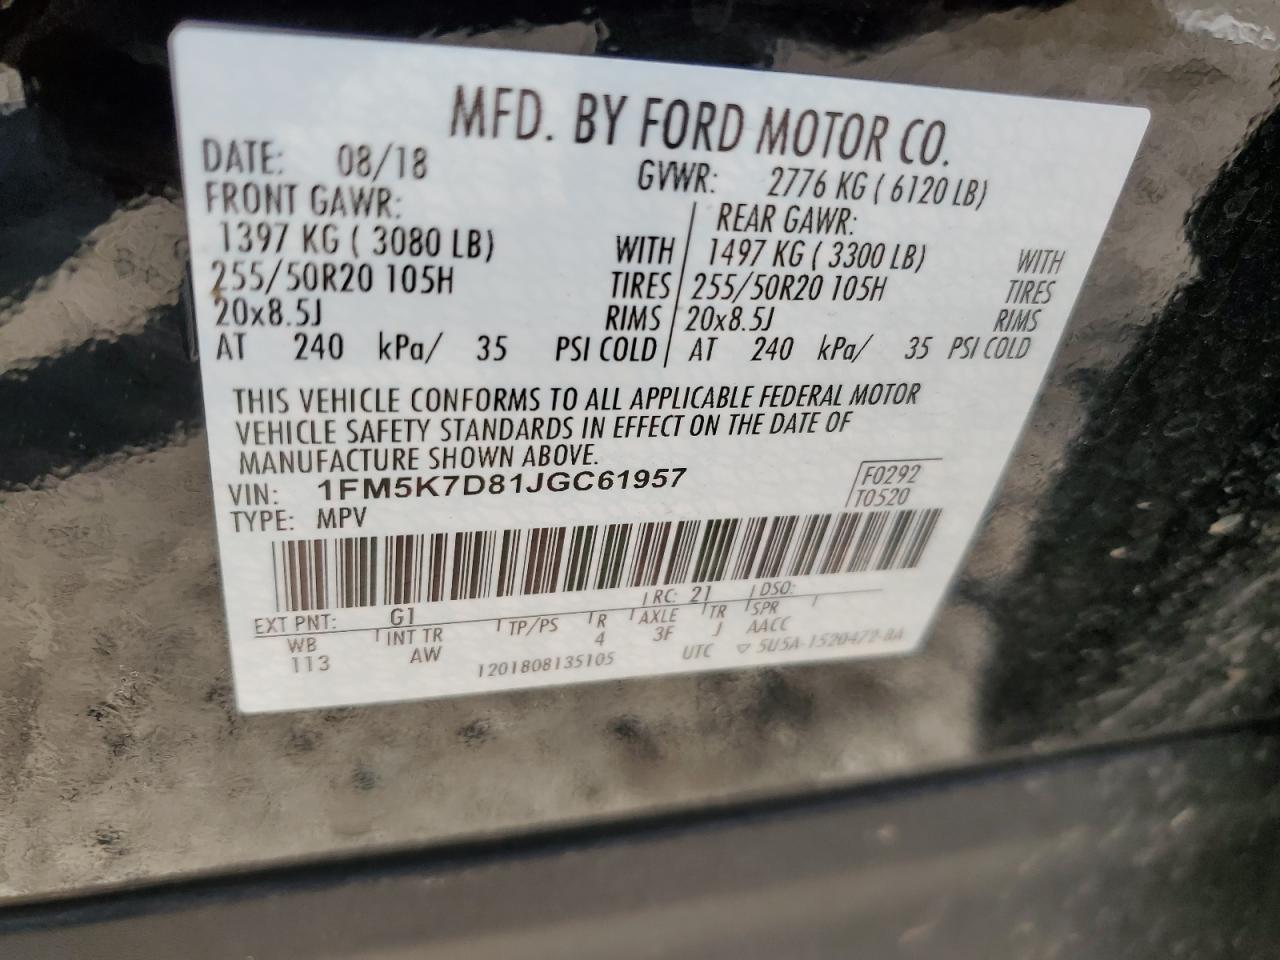 MFD. BY FORD MOTOR CO.
DATE: 08/18 GVWR: 2776 KG ( 6120 LB)
FRONT GAWR: REAR GAWR:
1397 KG ( 3080 LB) WITH 1497 KG ( 3300 LB) WITH
255/50R20 105H TIRES 255/50R20 105H TIRES
20x8.5J RIMS 20x8.5J RIMS
AT 240 kPa/ 35 PSI COLD AT 240 kPa/ 35 PSI COLD
THIS VEHICLE CONFORMS TO ALL APPLICABLE FEDERAL MOTOR
VEHICLE SAFETY STANDARDS IN EFFECT ON THE DATE OF
MANUFACTURE SHOWN ABOVE.
VIN: 1FM5K7D81JGC61957 F0292
TYPE: MPV T0520
EXT PNT: G1 RC: 21 DSO:
WB INT TR TP/PS R AXLE TR SPR
113 AW 4 3F J AACC
1201808135105 UTC ▽ 5U5A-1520472-BA